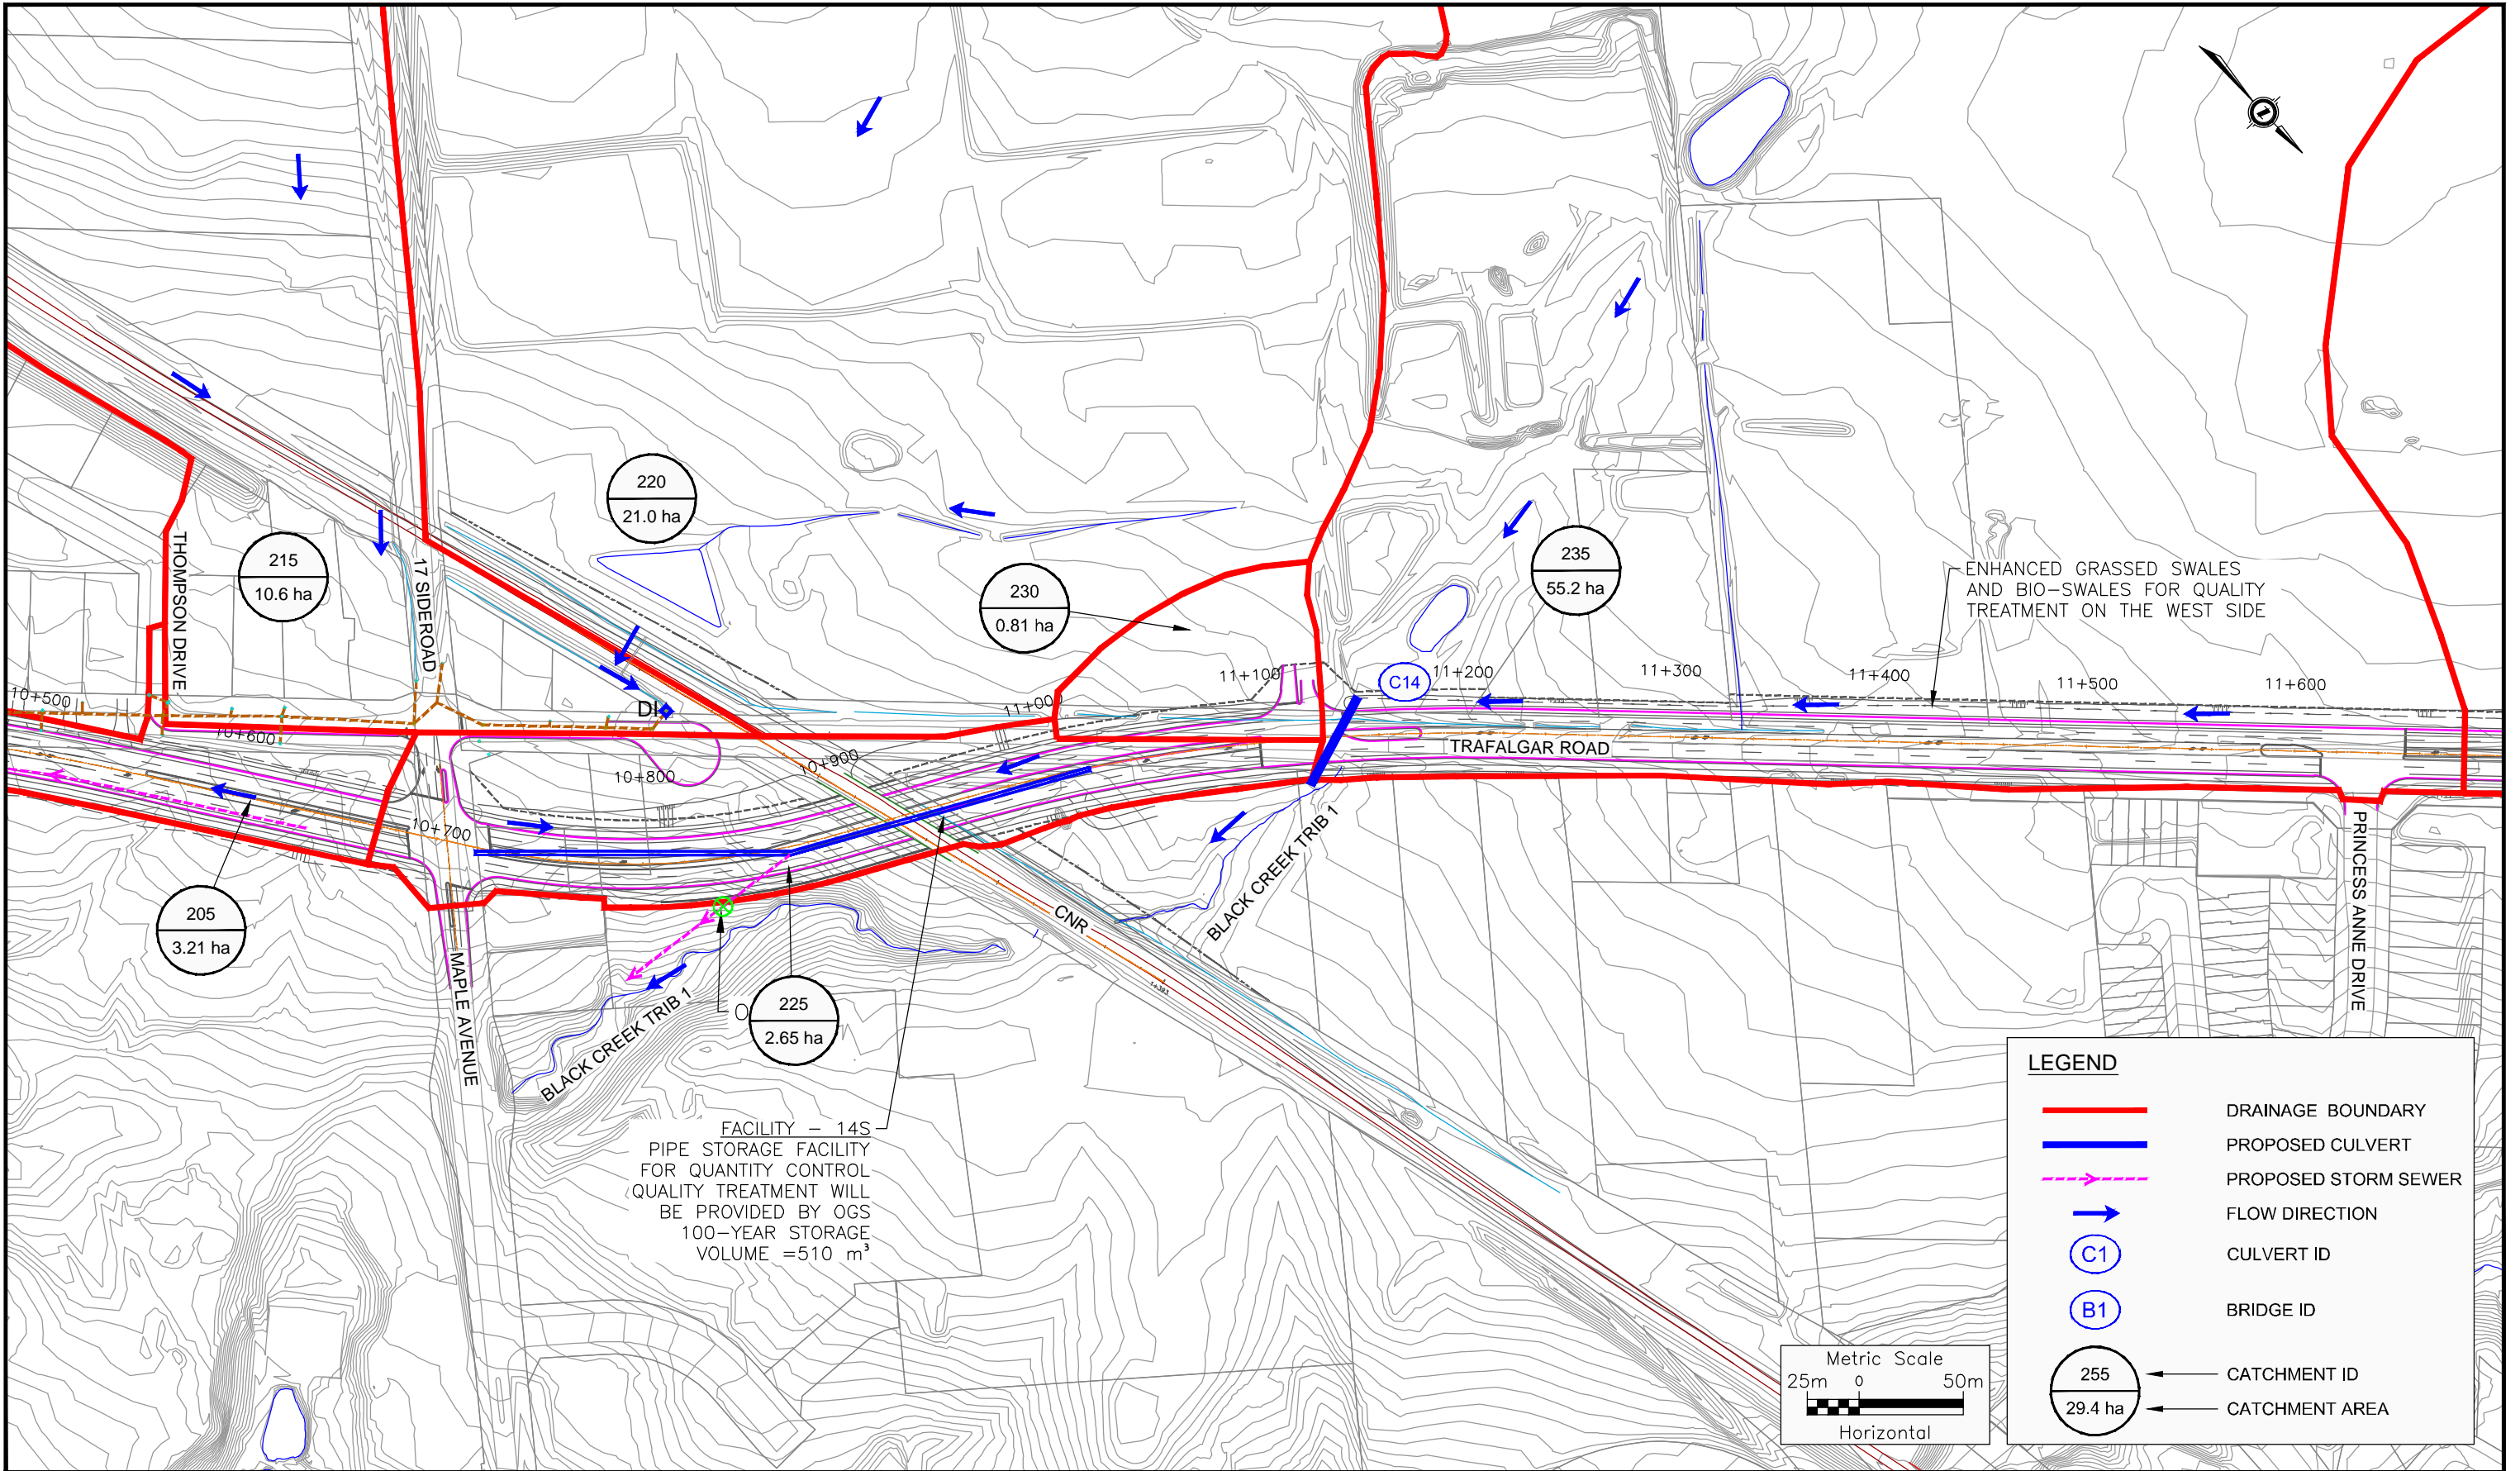 220
21.0 ha
215
10.6 ha
THOMPSON DRIVE
17 SIDEROAD
230
0.81 ha
235
55.2 ha
ENHANCED GRASSED SWALES
AND BIO-SWALES FOR QUALITY
TREATMENT ON THE WEST SIDE
C14
10+500
10+600
10+700
10+800
10+900
11+000
11+100
11+200
11+300
11+400
11+500
11+600
DI
TRAFALGAR ROAD
205
3.21 ha
MAPLE AVENUE
CNR
BLACK CREEK TRIB 1
BLACK CREEK TRIB 1
PRINCESS ANNE DRIVE
O
225
2.65 ha
FACILITY - 14S
PIPE STORAGE FACILITY
FOR QUANTITY CONTROL
QUALITY TREATMENT WILL
BE PROVIDED BY OGS
100-YEAR STORAGE
VOLUME =510 m³
Metric Scale
25m 0 50m
Horizontal
LEGEND
DRAINAGE BOUNDARY
PROPOSED CULVERT
PROPOSED STORM SEWER
FLOW DIRECTION
C1 CULVERT ID
B1 BRIDGE ID
255 CATCHMENT ID
29.4 ha CATCHMENT AREA